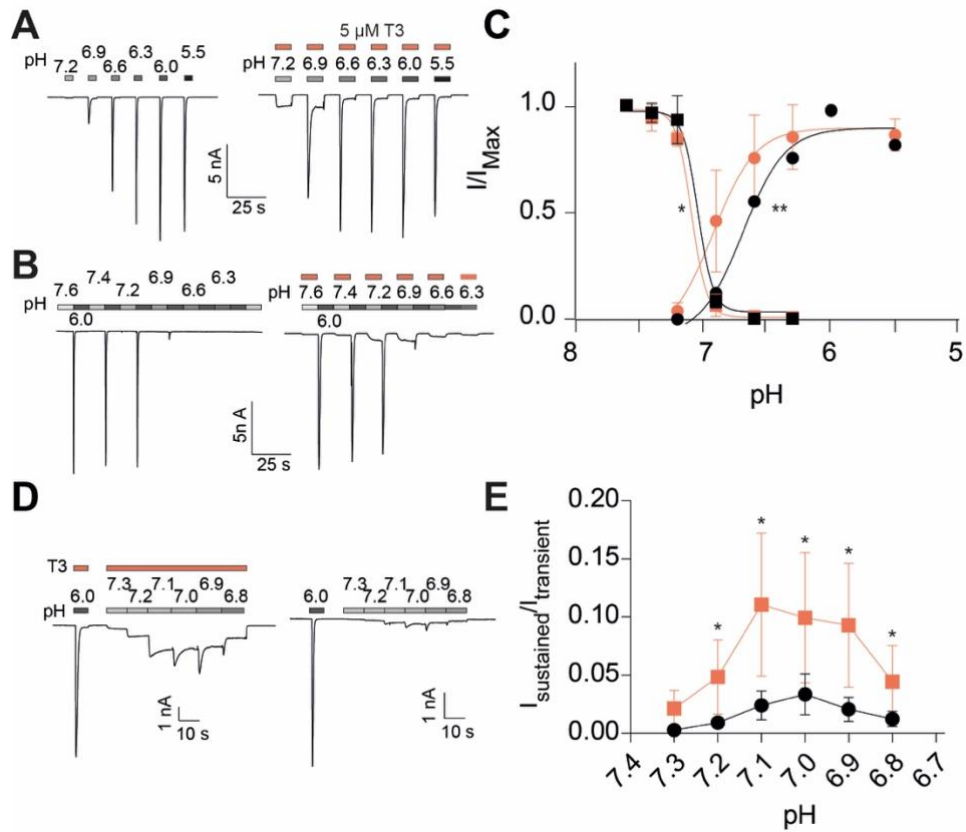 A
pH 7.2 6.9 6.6 6.3 6.0 5.5
5 nA
25 s
5 µM T3
pH 7.2 6.9 6.6 6.3 6.0 5.5
B
pH 7.6 7.4 7.2 6.9 6.6 6.3
6.0
5n A
25 s
pH 7.6 7.4 7.2 6.9 6.6 6.3
6.0
C
I/IMax
1.0
0.5
0.0
* **
8 7 6 5
pH
D
T3
7.3 7.1 6.9
pH 6.0 7.2 7.0 6.8
1 nA
10 s
7.3 7.1 6.9
6.0 7.2 7.0 6.8
1 nA
10 s
E
Isustained/Itransient
0.20
0.15
0.10
0.05
0.00
* * * * *
7.4 7.3 7.2 7.1 7.0 6.9 6.8 6.7
pH